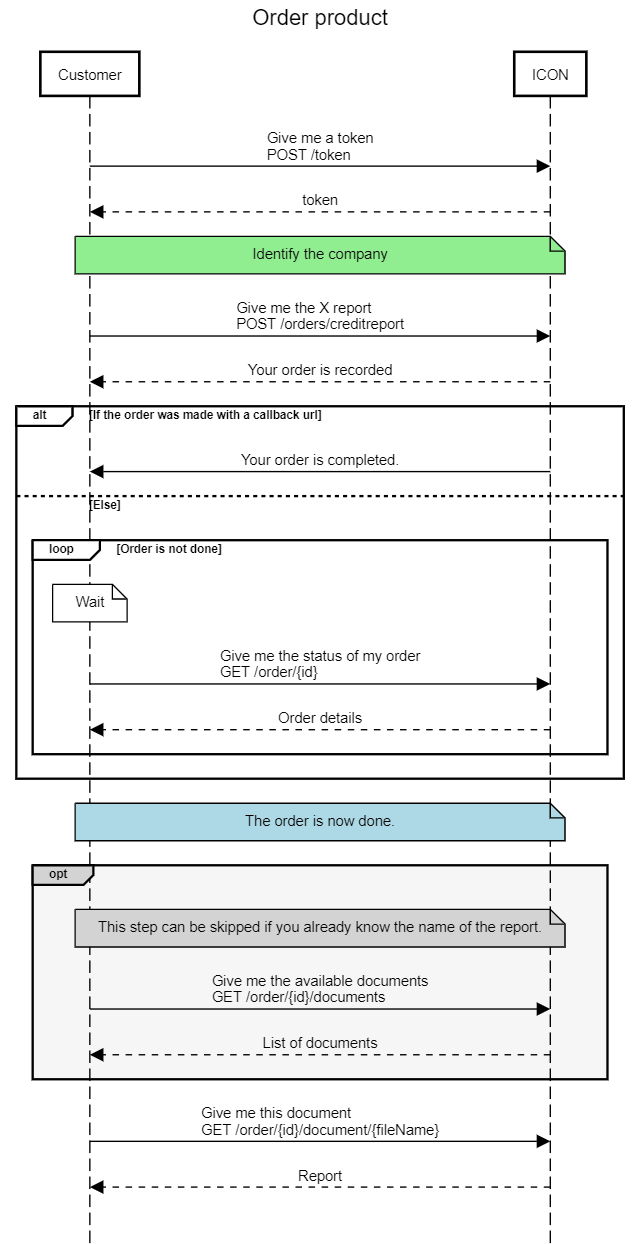 Order product
Customer
ICON
Give me a token
POST /token
token
Identify the company
Give me the X report
POST /orders/creditreport
Your order is recorded
alt
[If the order was made with a callback url]
Your order is completed.
[Else]
loop
[Order is not done]
Wait
Give me the status of my order
GET /order/{id}
Order details
The order is now done.
opt
This step can be skipped if you already know the name of the report.
Give me the available documents
GET /order/{id}/documents
List of documents
Give me this document
GET /order/{id}/document/{fileName}
Report